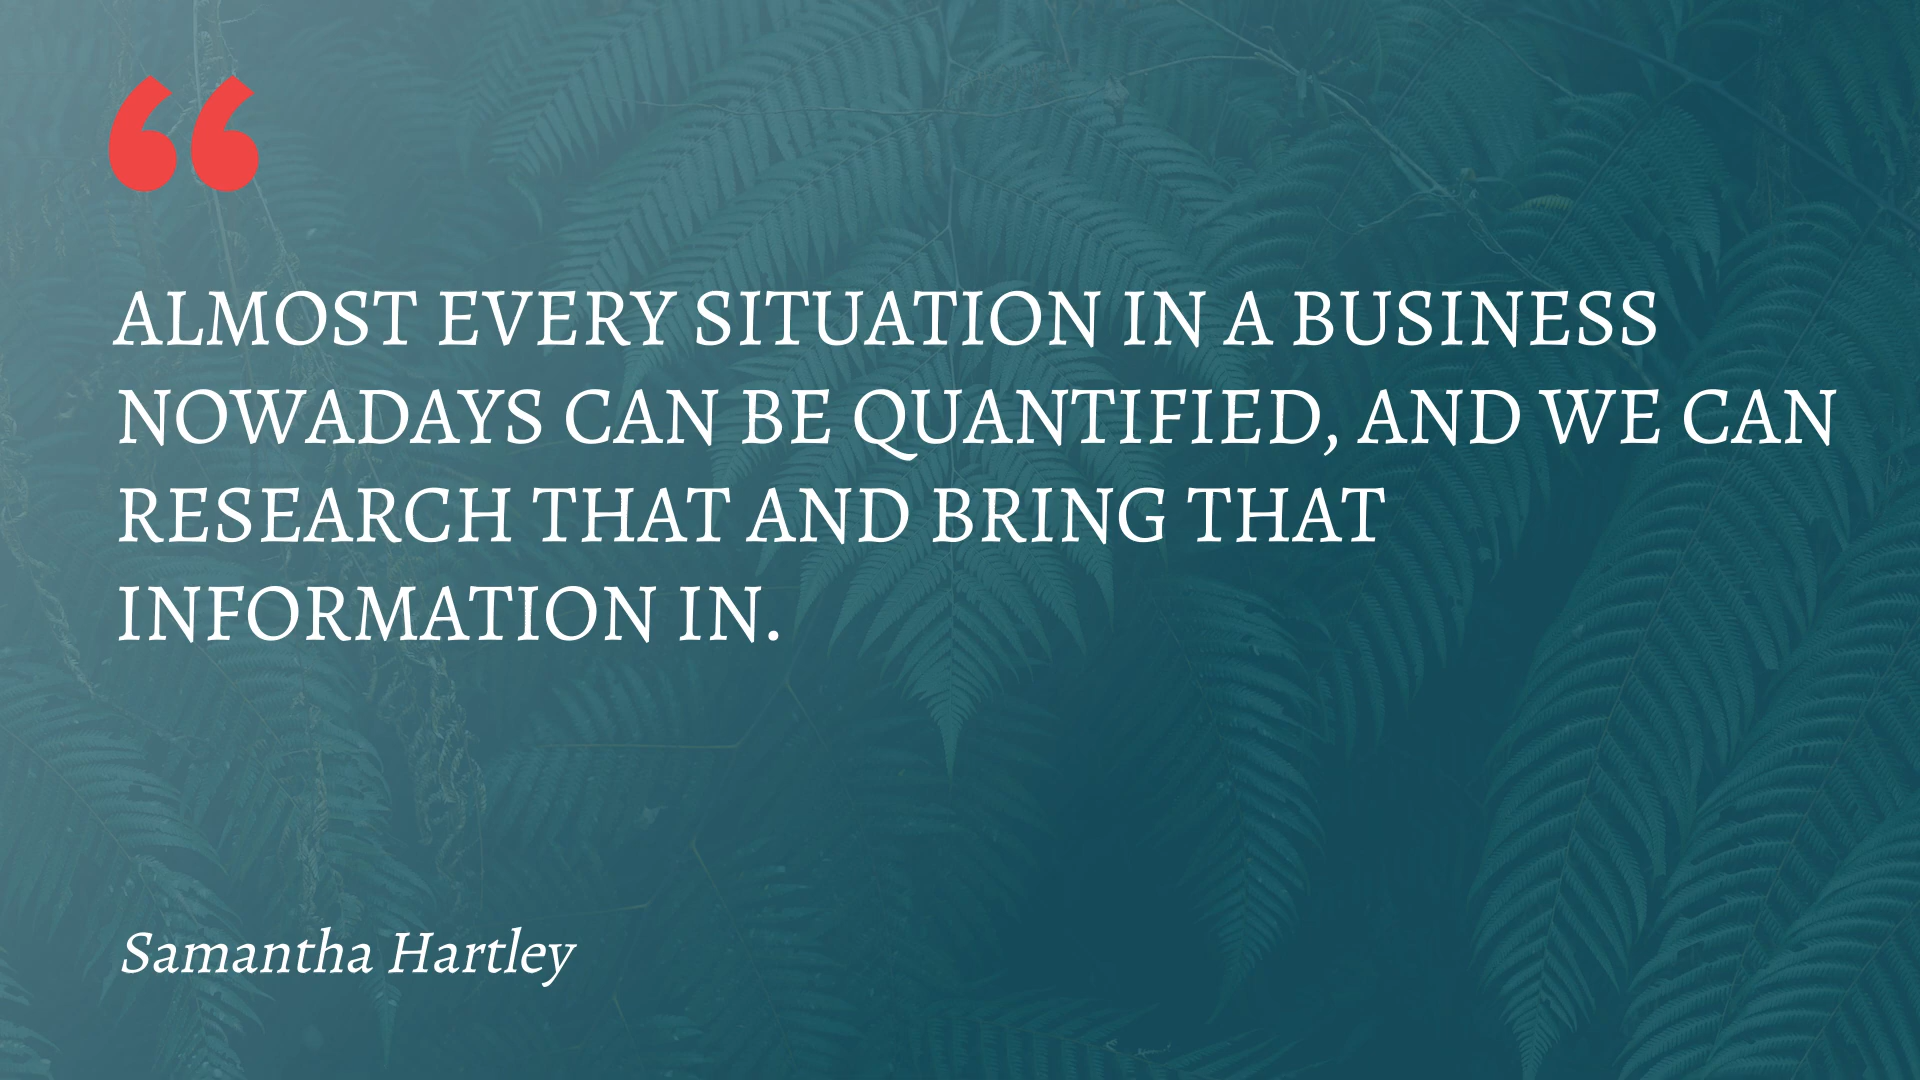 “
ALMOST EVERY SITUATION IN A BUSINESS
NOWADAYS CAN BE QUANTIFIED, AND WE CAN
RESEARCH THAT AND BRING THAT
INFORMATION IN.
Samantha Hartley